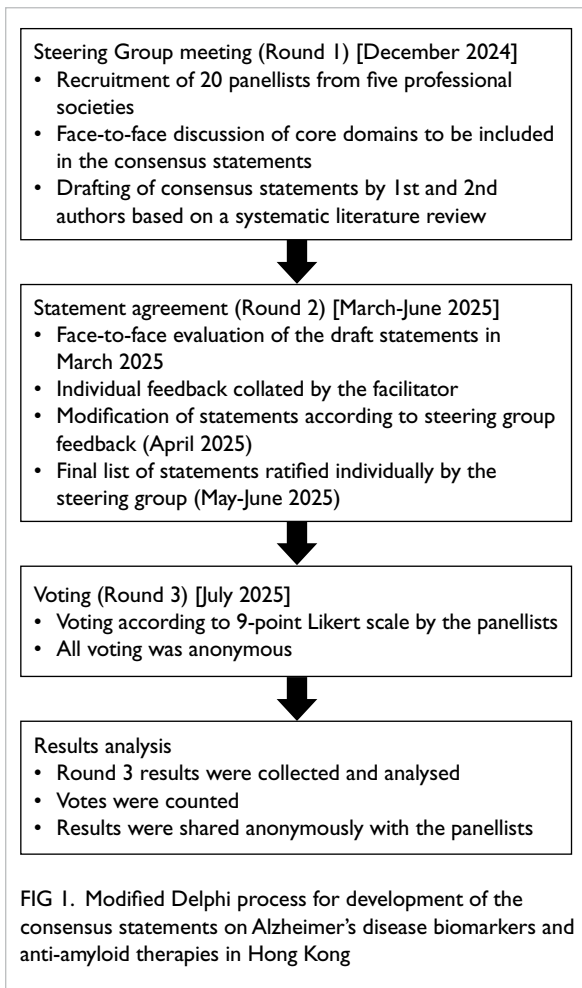 Steering Group meeting (Round 1) [December 2024]
• Recruitment of 20 panellists from five professional
societies
• Face-to-face discussion of core domains to be included
in the consensus statements
• Drafting of consensus statements by 1st and 2nd
authors based on a systematic literature review
Statement agreement (Round 2) [March-June 2025]
• Face-to-face evaluation of the draft statements in
March 2025
• Individual feedback collated by the facilitator
• Modification of statements according to steering group
feedback (April 2025)
• Final list of statements ratified individually by the
steering group (May-June 2025)
Voting (Round 3) [July 2025]
• Voting according to 9-point Likert scale by the panellists
• All voting was anonymous
Results analysis
• Round 3 results were collected and analysed
• Votes were counted
• Results were shared anonymously with the panellists
FIG 1. Modified Delphi process for development of the
consensus statements on Alzheimer’s disease biomarkers and
anti-amyloid therapies in Hong Kong